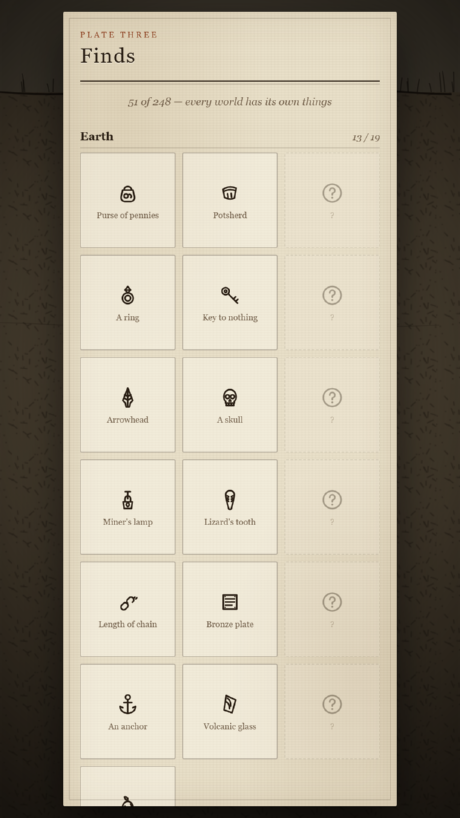 PLATE THREE
Finds
51 of 248 — every world has its own things
Earth
13 / 19
Purse of pennies
Potsherd
?
A ring
Key to nothing
?
Arrowhead
A skull
?
Miner's lamp
Lizard's tooth
?
Length of chain
Bronze plate
?
An anchor
Volcanic glass
?